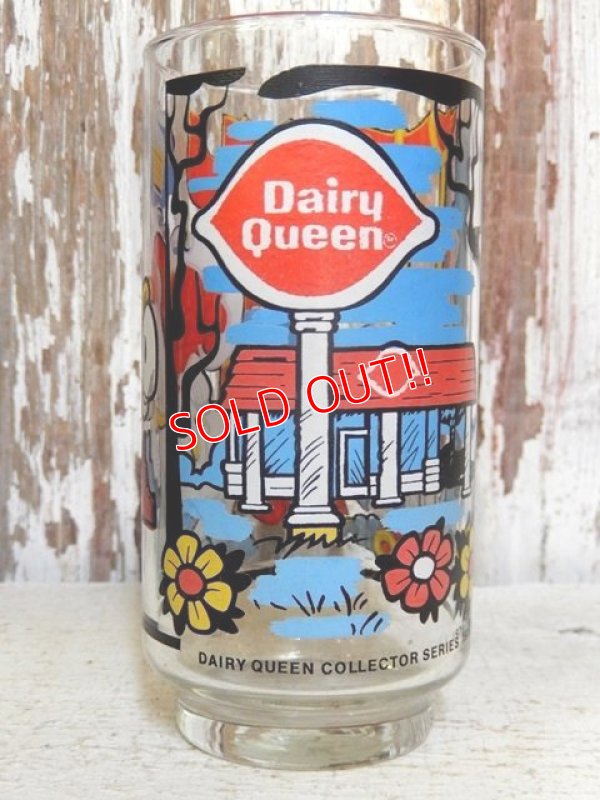 Dairy
Queen
SOLD OUT!!
DAIRY QUEEN COLLECTOR SERIES